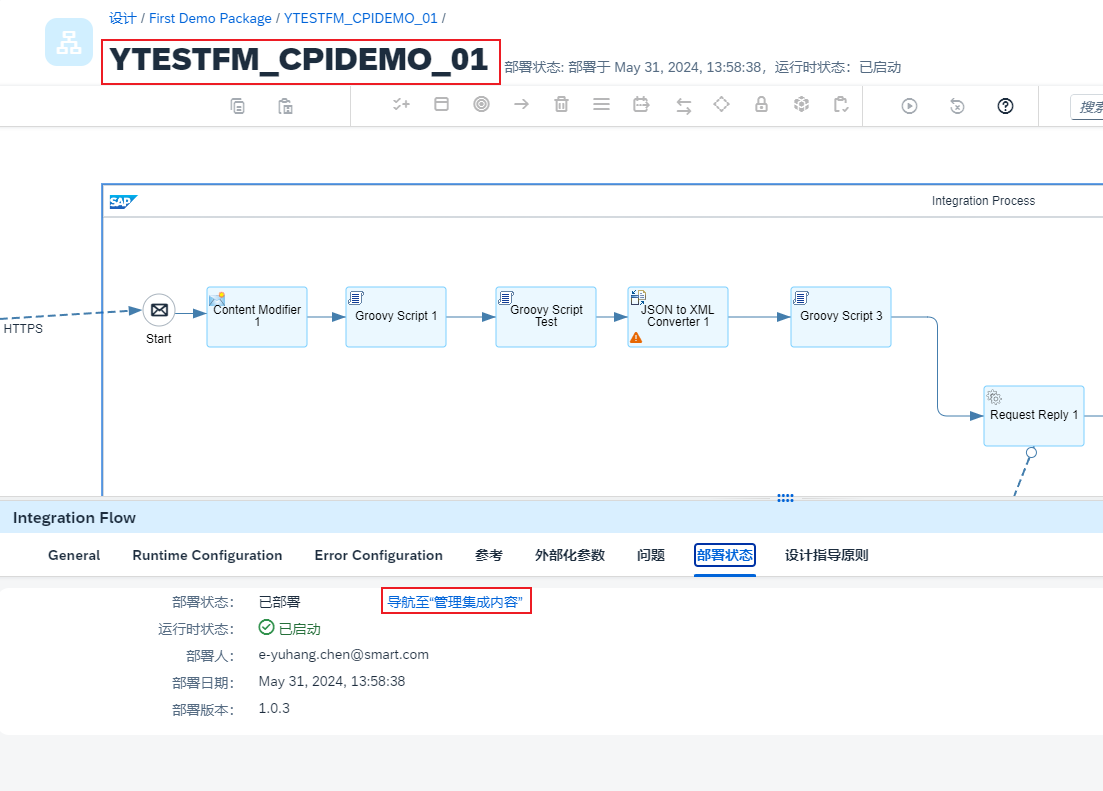 设计 / First Demo Package / YTESTFM_CPIDEMO_01 /
YTESTFM_CPIDEMO_01 部署状态: 部署于 May 31, 2024, 13:58:38, 运行时状态: 已启动
搜索
SAP Integration Process
HTTPS
Start
Content Modifier 1
Groovy Script 1
Groovy Script Test
JSON to XML Converter 1
Groovy Script 3
Request Reply 1
Integration Flow
General Runtime Configuration Error Configuration 参考 外部化参数 问题 部署状态 设计指导原则
部署状态: 已部署 导航至“管理集成内容”
运行时状态: 已启动
部署人: e-yuhang.chen@smart.com
部署日期: May 31, 2024, 13:58:38
部署版本: 1.0.3